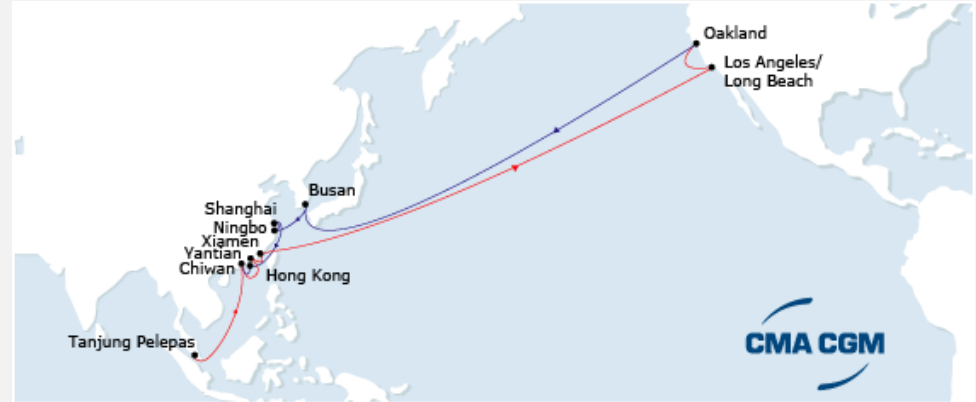 Oakland
Los Angeles/
Long Beach
Busan
Shanghai
Ningbo
Xiamen
Yantian
Chiwan
Hong Kong
Tanjung Pelepas
CMA CGM